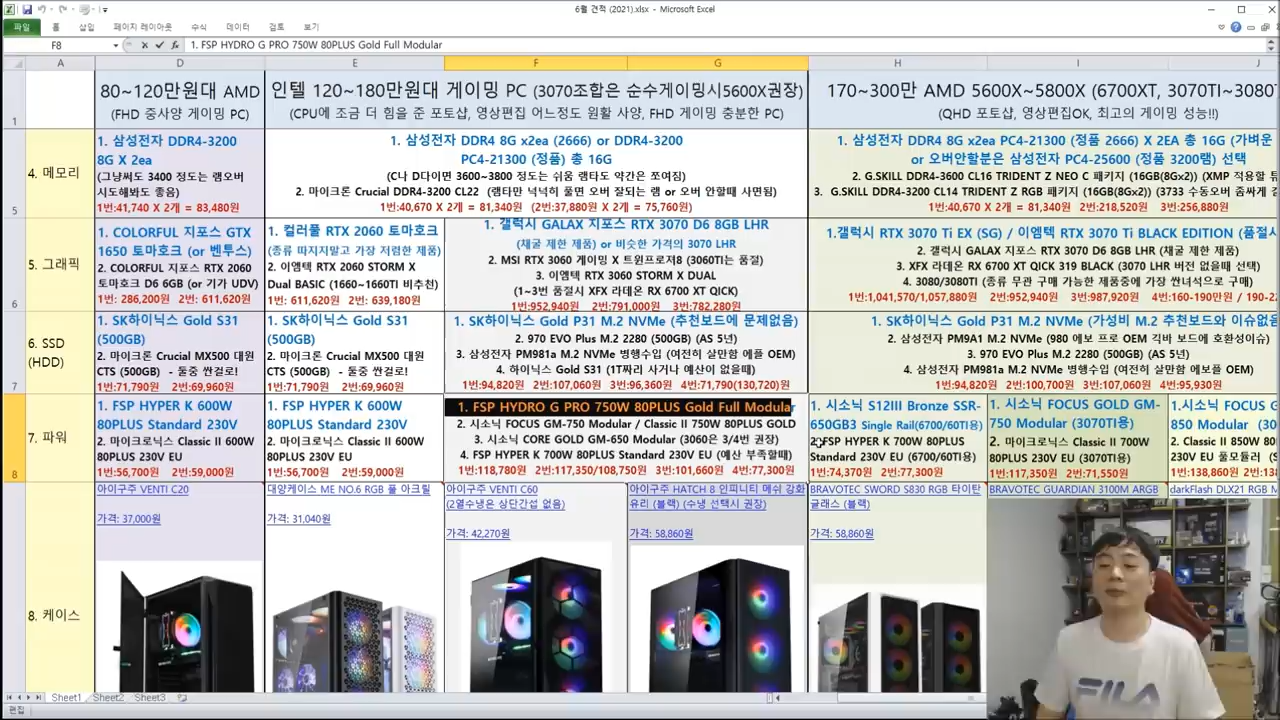 6월 견적 (2021).xlsx - Microsoft Excel
파일 홈 삽입 페이지 레이아웃 수식 데이터 검토 보기
F8 1. FSP HYDRO G PRO 750W 80PLUS Gold Full Modular
A D E F G H I J
1
80~120만원대 AMD
(FHD 중사양 게이밍 PC)
인텔 120~180만원대 게이밍 PC (3070조합은 순수게이밍시5600X권장)
(CPU에 조금 더 힘을 준 포토샵, 영상편집 어느정도 원활 사양, FHD 게이밍 충분한 PC)
170~300만 AMD 5600X~5800X (6700XT, 3070TI~3080
(QHD 포토샵, 영상편집OK, 최고의 게이밍 성능!!)
4. 메모리
5
1. 삼성전자 DDR4-3200
8G X 2ea
(그냥써도 3400 정도는 램오버
시도해봐도 좋음)
1번:41,740 X 2개 = 83,480원
1. 삼성전자 DDR4 8G x2ea (2666) or DDR4-3200
PC4-21300 (정품) 총 16G
(C나 D다이면 3600~3800 정도는 쉽게 램타도 약간은 쪼여짐)
2. 마이크론 Crucial DDR4-3200 CL22 (램타만 넉넉히 풀면 오버 잘되는 램 or 오버 안할때 사면됨)
1번:40,670 X 2개 = 81,340원 (2번:37,880원 X 2개 = 75,760원)
1. 삼성전자 DDR4 8G x2ea PC4-21300 (정품 2666) X 2EA 총 16G (가벼운
or 오버안할분은 삼성전자 PC4-25600 (정품 3200램) 선택
2. G.SKILL DDR4-3600 CL16 TRIDENT Z NEO C 패키지 (16GB(8Gx2)) (XMP 적용할
3. G.SKILL DDR4-3200 CL14 TRIDENT Z RGB 패키지 (16GB(8Gx2)) (3733 수동오버 줌싸게
1번:40,670 X 2개 = 81,340원 2번:218,520원 3번:256,880원
5. 그래픽
6
1. COLORFUL 지포스 GTX
1650 토마호크 (or 벤투스)
2. COLORFUL 지포스 RTX 2060
토마호크 D6 6GB (or 기가 UDV)
1번: 286,200원 2번: 611,620원
1. 컬러풀 RTX 2060 토마호크
(종류 따지지말고 가장 저렴한 제품)
2. 이엠텍 RTX 2060 STORM X
Dual BASIC (1660~1660TI 비추천)
1번: 611,620원 2번: 639,180원
1. 갤럭시 GALAX 지포스 RTX 3070 D6 8GB LHR
(채굴 제한 제품) or 비슷한 가격의 3070 LHR
2. MSI RTX 3060 게이밍 X 트윈프로져8 (3060TI는 품절)
3. 이엠텍 RTX 3060 STORM X DUAL
(1~3번 품절시 XFX 라데온 RX 6700 XT QICK)
1번:952,940원 2번:791,000원 3번:782,280원
1.갤럭시 RTX 3070 Ti EX (SG) / 이엠텍 RTX 3070 Ti BLACK EDITION (품절시
2. 갤럭시 GALAX 지포스 RTX 3070 D6 8GB LHR (채굴 제한 제품)
3. XFX 라데온 RX 6700 XT QICK 319 BLACK (3070 LHR 버전 없을때 선택)
4. 3080/3080TI (종류 무관 구매 가능한 제품중에 가장 싼녀석으로 구매)
1번:1,041,570/1,057,880원 2번:952,940원 3번:987,920원 4번:160-190만원 / 190-2
6. SSD
(HDD)
7
1. SK하이닉스 Gold S31
(500GB)
2. 마이크론 Crucial MX500 대원
CTS (500GB) - 둘중 싼걸로!
1번:71,790원 2번:69,960원
1. SK하이닉스 Gold S31
(500GB)
2. 마이크론 Crucial MX500 대원
CTS (500GB) - 둘중 싼걸로!
1번:71,790원 2번:69,960원
1. SK하이닉스 Gold P31 M.2 NVMe (추천보드에 문제없음)
2. 970 EVO Plus M.2 2280 (500GB) (AS 5년)
3. 삼성전자 PM981a M.2 NVMe 병행수입 (여전히 살만함 에플 OEM)
4. 하이닉스 Gold S31 (1T짜리 사거나 예산이 없을때)
1번:94,820원 2번:107,060원 3번:96,360원 4번:71,790(130,720)원
1. SK하이닉스 Gold P31 M.2 NVMe (가성비 M.2 추천보드와 이슈없음
2. 삼성전자 PM9A1 M.2 NVMe (980 에보 프로 OEM 긱바 보드에 호환성이슈)
3. 970 EVO Plus M.2 2280 (500GB) (AS 5년)
4. 삼성전자 PM981a M.2 NVMe 병행수입 (여전히 살만함 에플 OEM)
1번:94,820원 2번:100,700원 3번:107,060원 4번:95,930원
7. 파워
8
1. FSP HYPER K 600W
80PLUS Standard 230V
2. 마이크로닉스 Classic II 600W
80PLUS 230V EU
1번:56,700원 2번:59,000원
1. FSP HYPER K 600W
80PLUS Standard 230V
2. 마이크로닉스 Classic II 600W
80PLUS 230V EU
1번:56,700원 2번:59,000원
1. FSP HYDRO G PRO 750W 80PLUS Gold Full Modular
2. 시소닉 FOCUS GM-750 Modular / Classic II 750W 80PLUS GOLD
3. 시소닉 CORE GOLD GM-650 Modular (3060은 3/4번 권장)
4. FSP HYPER K 700W 80PLUS Standard 230V EU (예산 부족할때)
1번:118,780원 2번:117,350/108,750원 3번:101,660원 4번:77,300원
1. 시소닉 S12III Bronze SSR-
650GB3 Single Rail(6700/60TI용)
2. FSP HYPER K 700W 80PLUS
Standard 230V EU (6700/60TI용)
1번:74,370원 2번:77,300원
1. 시소닉 FOCUS GOLD GM-
750 Modular (3070TI용)
2. 마이크로닉스 Classic II 700W
80PLUS 230V EU (3070TI용)
1번:117,350원 2번:71,550원
1. 시소닉 FOCUS G
850 Modular (30
2. Classic II 850W 80
230V EU 풀모듈러
1번:138,860원 2번:13
8. 케이스
아이구주 VENTI C20
가격: 37,000원
대양케이스 ME NO.6 RGB 풀 아크릴
가격: 31,040원
아이구주 VENTI C60
(2열수냉은 상단간섭 없음)
가격: 42,270원
아이구주 HATCH 8 인피니티 메쉬 강화
유리 (블랙) (수냉 선택시 권장)
가격: 58,860원
BRAVOTEC SWORD S830 RGB 타이탄
글래스 (블랙)
가격: 58,860원
BRAVOTEC GUARDIAN 3100M ARGB
darkFlash DLX21 RGB M
FILA
Sheet1 Sheet2 Sheet3
편집